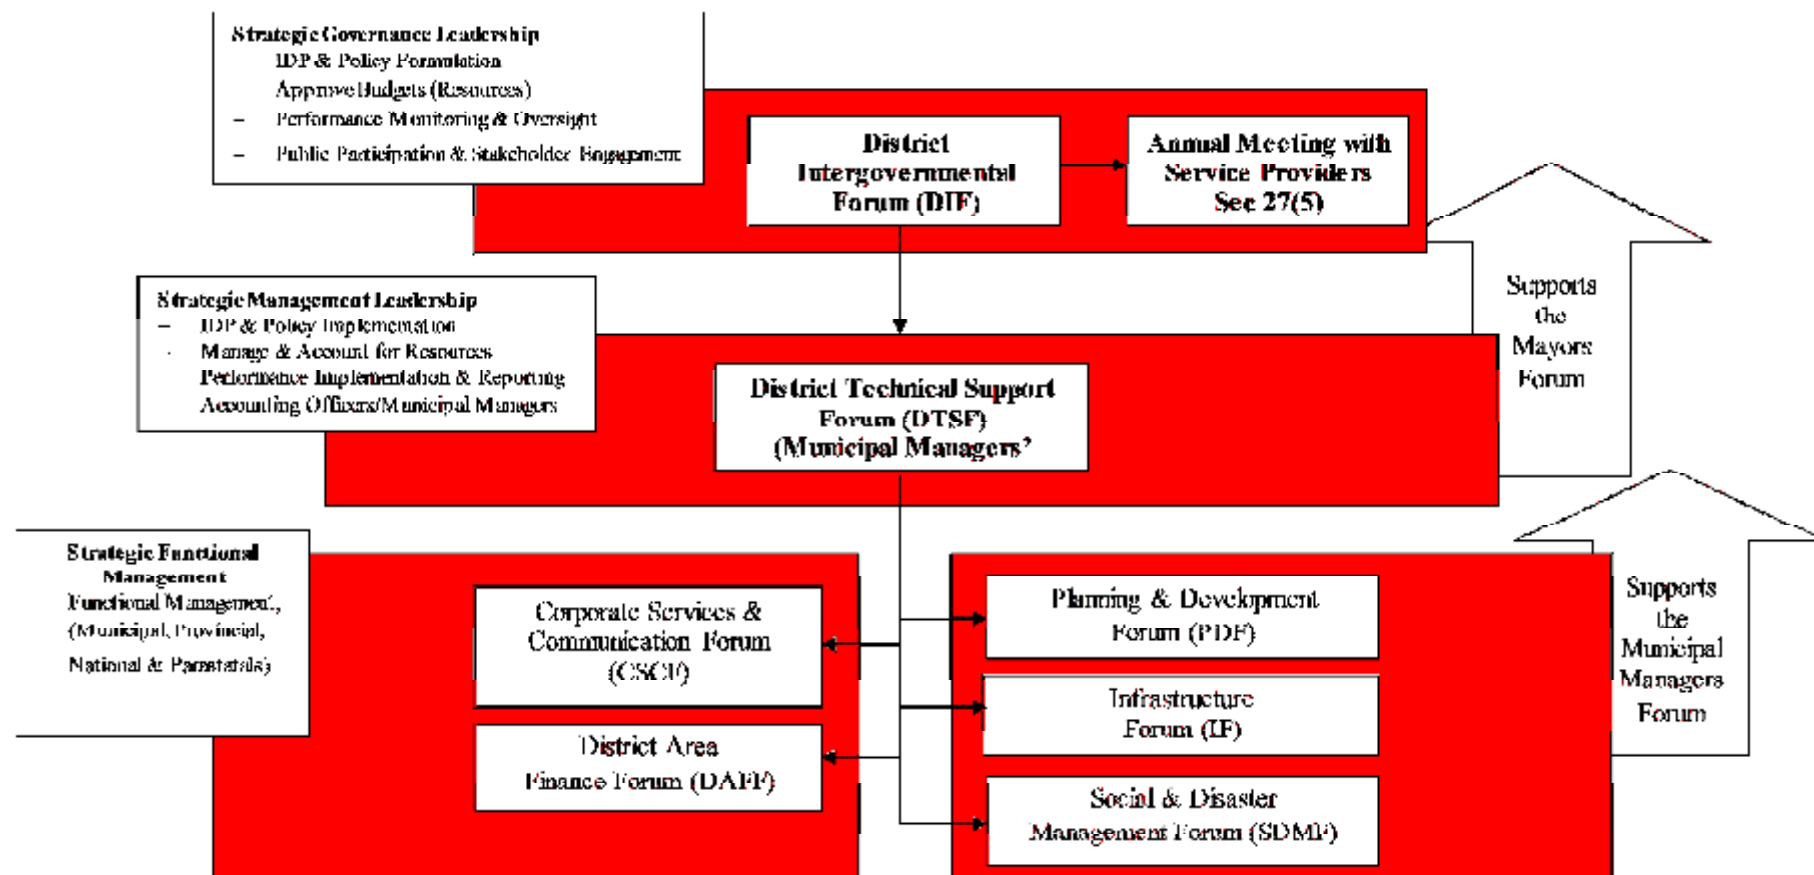 Strategic Governance Leadership
IDP & Policy Formulation
Approve Budgets (Resources)
– Performance Monitoring & Oversight
– Public Participation & Stakeholder Engagement
District
Intergovernmental
Forum (DIF)
Annual Meeting with
Service Providers
Sec 27(5)
Supports
the
Mayors
Forum
Strategic Management Leadership
– IDP & Policy Implementation
- Manage & Account for Resources
Performance Implementation & Reporting
Accounting Officers/Municipal Managers
District Technical Support
Forum (DTSF)
(Municipal Managers’
Supports
the
Municipal
Managers
Forum
Strategic Functional
Management
Functional Management,
(Municipal, Provincial,
National & Parastatals)
Corporate Services &
Communication Forum
(CSCF)
District Area
Finance Forum (DAFF)
Planning & Development
Forum (PDF)
Infrastructure
Forum (IF)
Social & Disaster
Management Forum (SDMF)